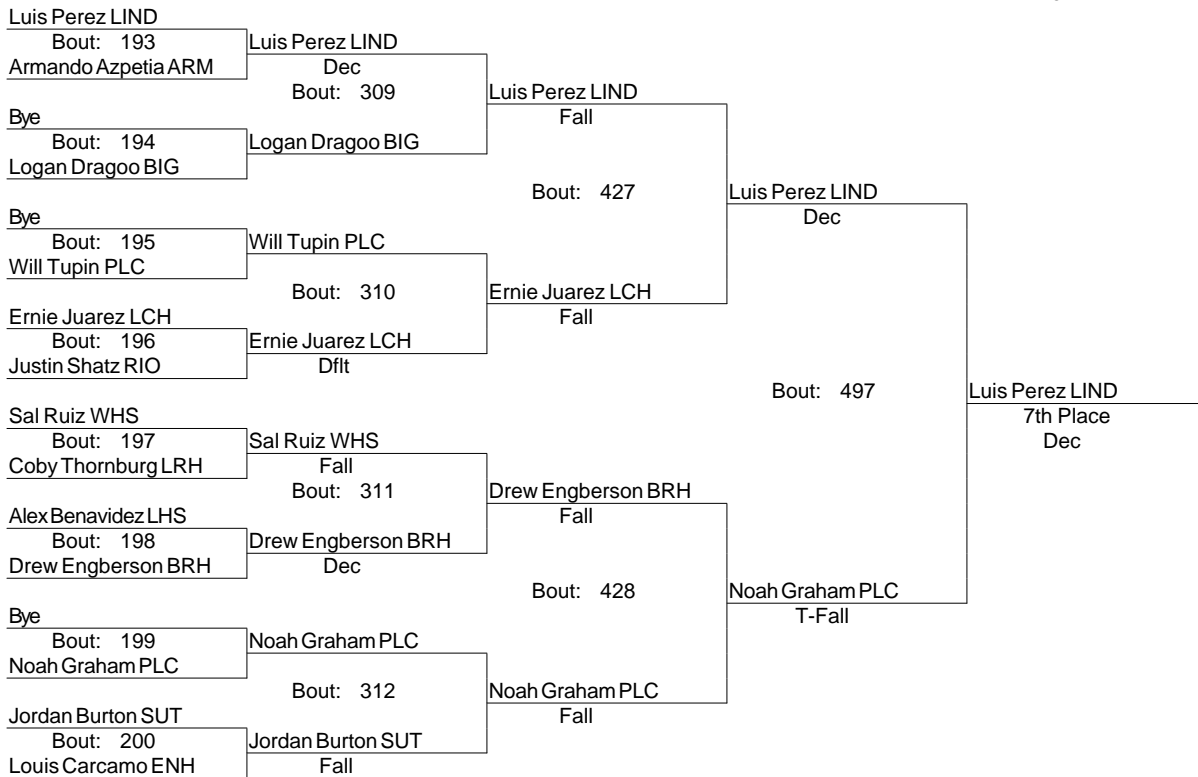 Luis Perez LIND
Bout: 193
Luis Perez LIND
Armando Azpetia ARM
Dec
Bout: 309
Luis Perez LIND
Bye
Fall
Bout: 194
Logan Dragoo BIG
Logan Dragoo BIG
Bout: 427
Luis Perez LIND
Bye
Dec
Bout: 195
Will Tupin PLC
Will Tupin PLC
Bout: 310
Ernie Juarez LCH
Ernie Juarez LCH
Fall
Bout: 196
Ernie Juarez LCH
Justin Shatz RIO
Dflt
Bout: 497
Luis Perez LIND
Sal Ruiz WHS
7th Place
Bout: 197
Sal Ruiz WHS
Dec
Coby Thornburg LRH
Fall
Bout: 311
Drew Engberson BRH
Alex Benavidez LHS
Fall
Bout: 198
Drew Engberson BRH
Drew Engberson BRH
Dec
Bout: 428
Noah Graham PLC
Bye
T-Fall
Bout: 199
Noah Graham PLC
Noah Graham PLC
Bout: 312
Noah Graham PLC
Jordan Burton SUT
Fall
Bout: 200
Jordan Burton SUT
Louis Carcamo ENH
Fall